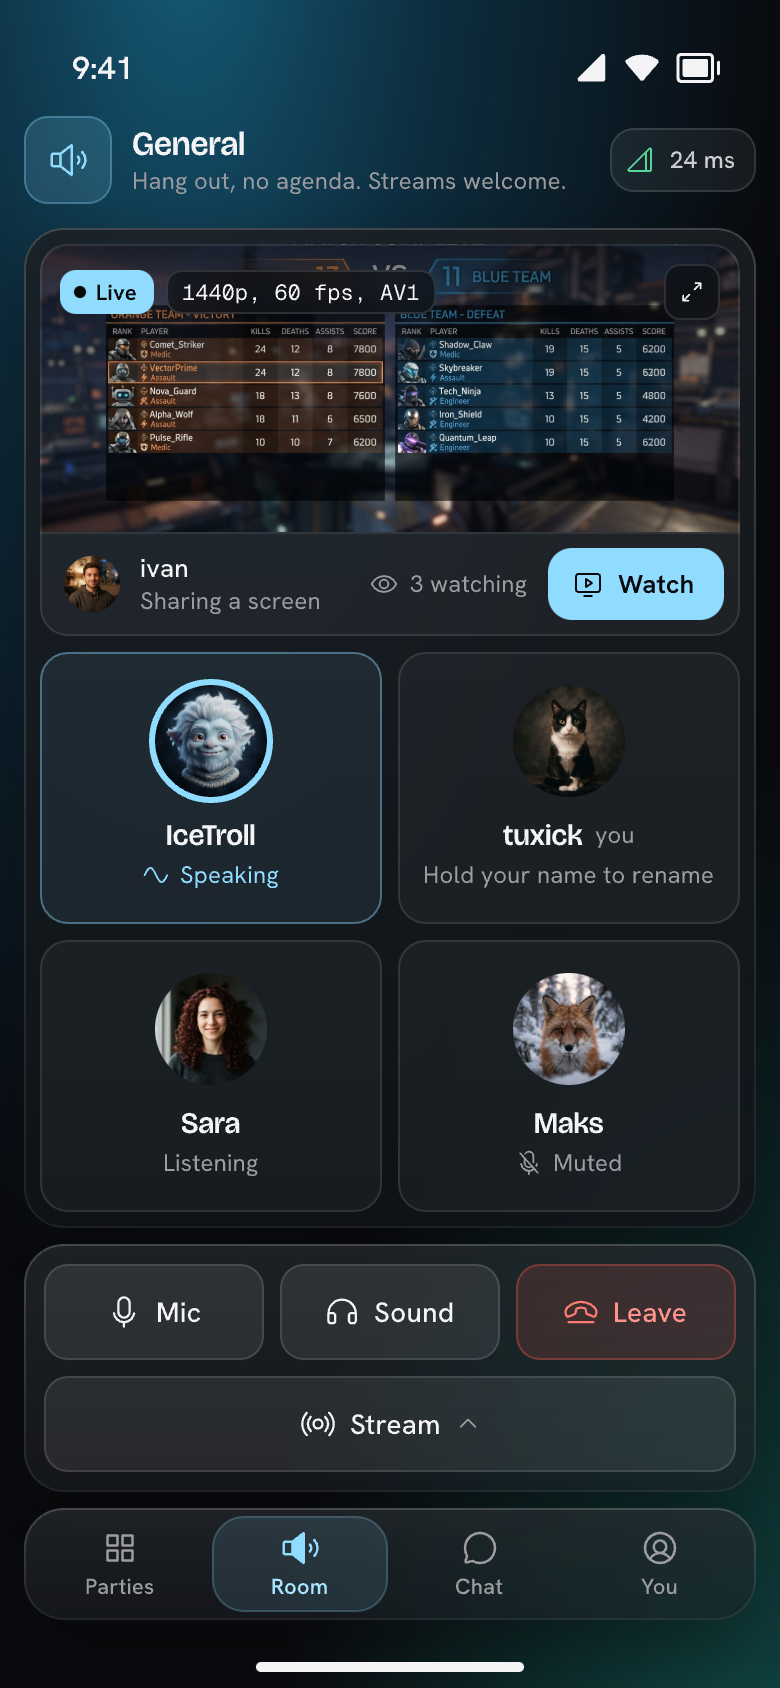 9:41
General
Hang out, no agenda. Streams welcome.
24 ms
Live
1440p, 60 fps, AV1
VS
11 BLUE TEAM
ORANGE TEAM - VICTORY
BLUE TEAM - DEFEAT
RANK PLAYER KILLS DEATHS ASSISTS SCORE
Comet_Striker 24 12 8 7800
Medic
VectorPrime 24 12 8 7800
Assault
Nova_Guard 18 13 8 7600
Assault
Alpha_Wolf 18 11 6 6500
Assault
Pulse_Rifle 10 10 7 6200
Medic
RANK PLAYER KILLS DEATHS ASSISTS SCORE
Shadow_Claw 19 15 5 6200
Medic
Skybreaker 19 15 5 6200
Assault
Tech_Ninja 13 15 5 4800
Engineer
Iron_Shield 10 15 5 4200
Engineer
Quantum_Leap 10 15 5 6200
Engineer
ivan
Sharing a screen
3 watching
Watch
IceTroll
Speaking
tuxick you
Hold your name to rename
Sara
Listening
Maks
Muted
Mic
Sound
Leave
Stream
Parties
Room
Chat
You